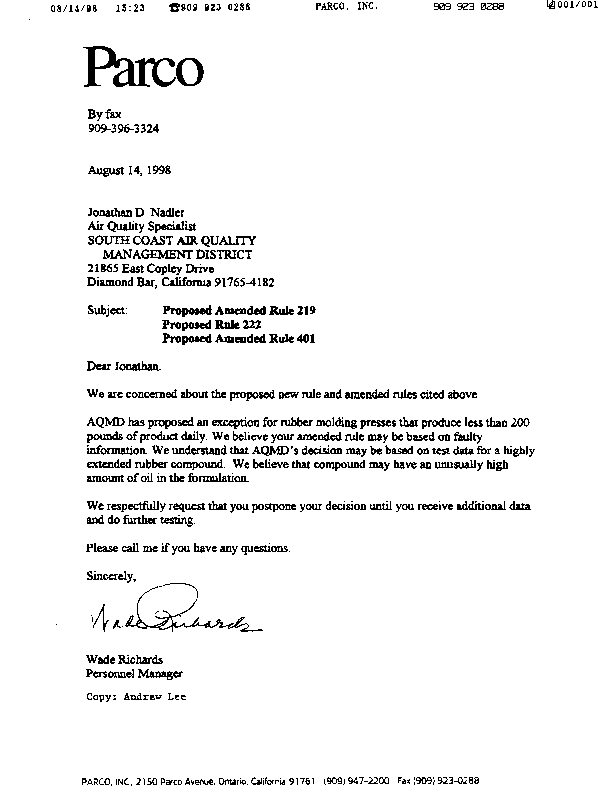 08/14/98 13:23 ☎909 923 0288 PARCO, INC. 909 923 0288 001/001
Parco
By fax
909-396-3324
August 14, 1998
Jonathan D Nadler
Air Quality Specialist
SOUTH COAST AIR QUALITY
MANAGEMENT DISTRICT
21865 East Copley Drive
Diamond Bar, California 91765-4182
Subject: Proposed Amended Rule 219
Proposed Rule 222
Proposed Amended Rule 401
Dear Jonathan.
We are concerned about the proposed new rule and amended rules cited above
AQMD has proposed an exception for rubber molding presses that produce less than 200
pounds of product daily. We believe your amended rule may be based on faulty
information. We understand that AQMD's decision may be based on test data for a highly
extended rubber compound. We believe that compound may have an unusually high
amount of oil in the formulation.
We respectfully request that you postpone your decision until you receive additional data
and do further testing.
Please call me if you have any questions.
Sincerely,
Wade Richards
Wade Richards
Personnel Manager
Copy: Andrew Lee
PARCO, INC, 2150 Parco Avenue, Ontario, California 91761 (909) 947-2200 Fax (909) 923-0288